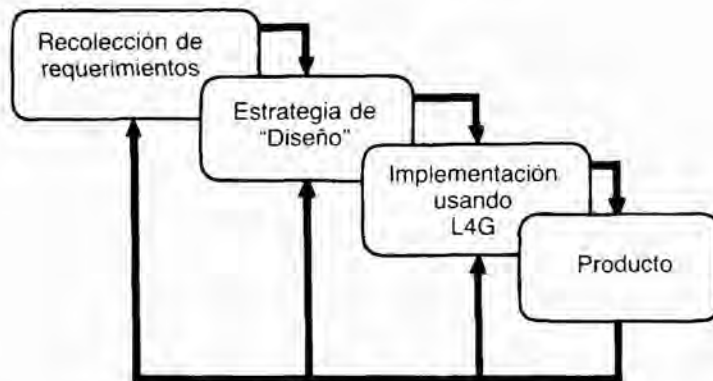 Recolección de
requerimientos
Estrategia de
"Diseño"
Implementación
usando
L4G
Producto